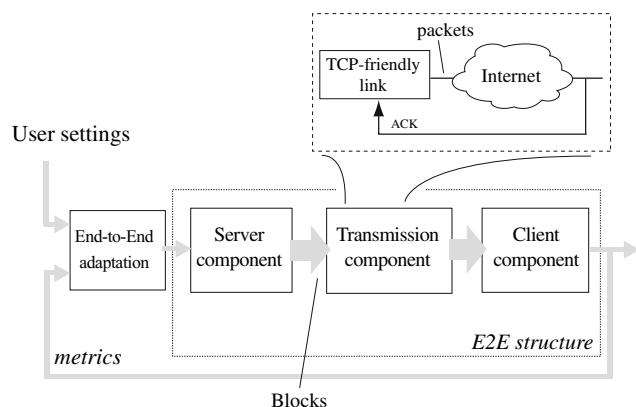 packets
TCP-friendly
link
Internet
ACK
User settings
End-to-End
adaptation
Server
component
Transmission
component
Client
component
E2E structure
metrics
Blocks